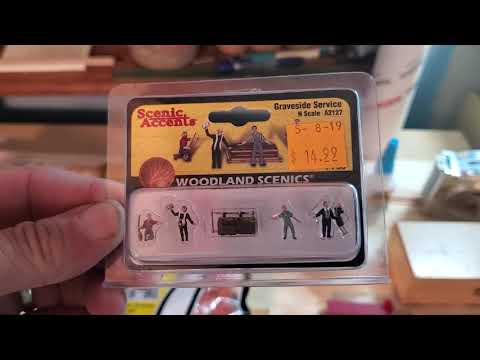 Scenic
Accents®
Graveside Service
N Scale A2127
5- 8-19
$ 14.22
WOODLAND SCENICS®